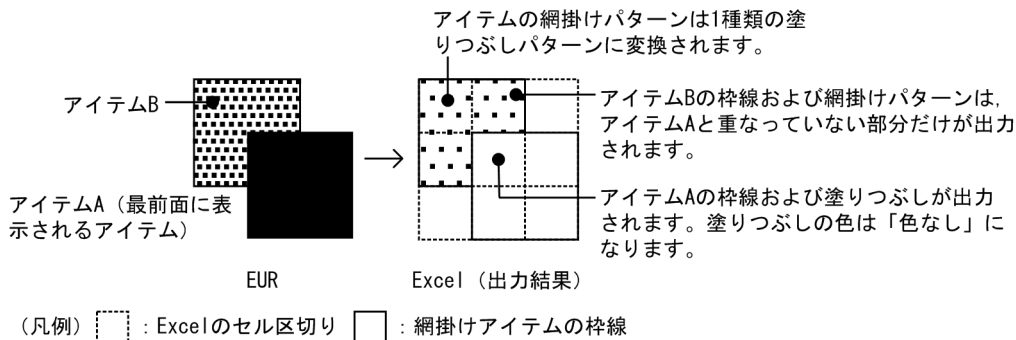 アイテムの網掛けパターンは1種類の塗
りつぶしパターンに変換されます。
アイテムB
アイテムBの枠線および網掛けパターンは,
アイテムAと重なっていない部分だけが出力
されます。
アイテムA（最前面に表
示されるアイテム）
アイテムAの枠線および塗りつぶしが出力
されます。塗りつぶしの色は「色なし」に
なります。
EUR
Excel（出力結果）
（凡例）：Excelのセル区切り ：網掛けアイテムの枠線